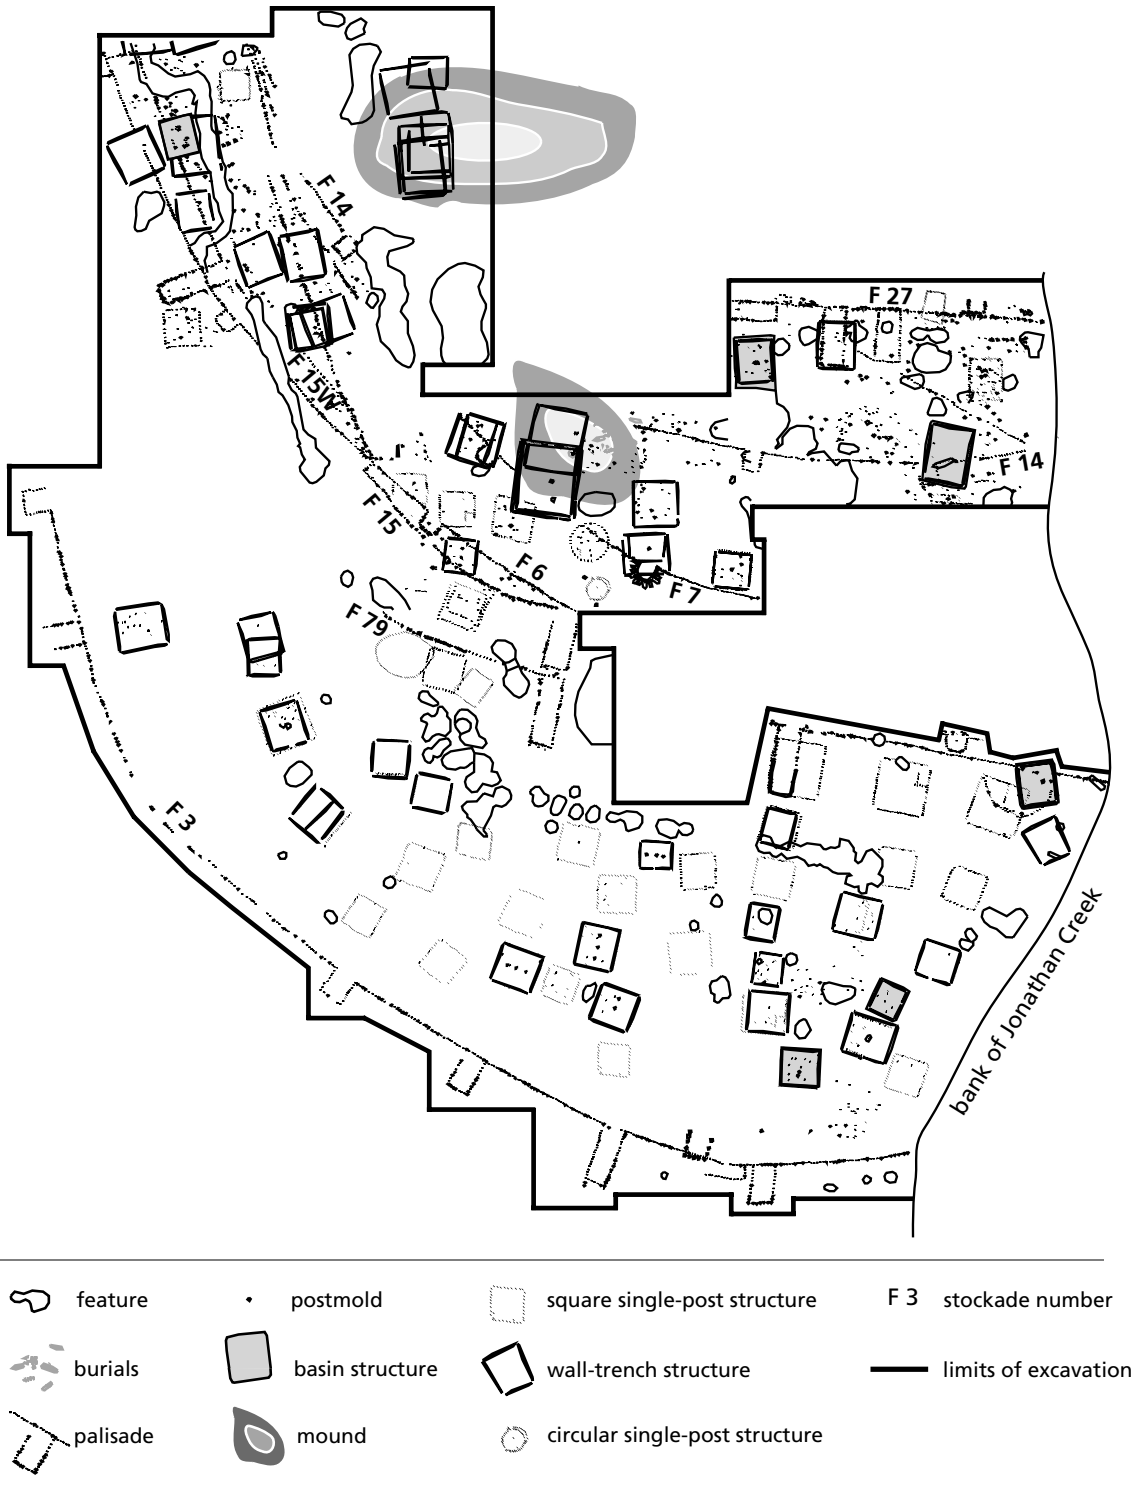 F 14
F 27
F 15W
F 14
F 15
F 6
F 7
F 79
F 3
bank of Jonathan Creek
feature
postmold
square single-post structure
F 3 stockade number
burials
basin structure
wall-trench structure
limits of excavation
palisade
mound
circular single-post structure